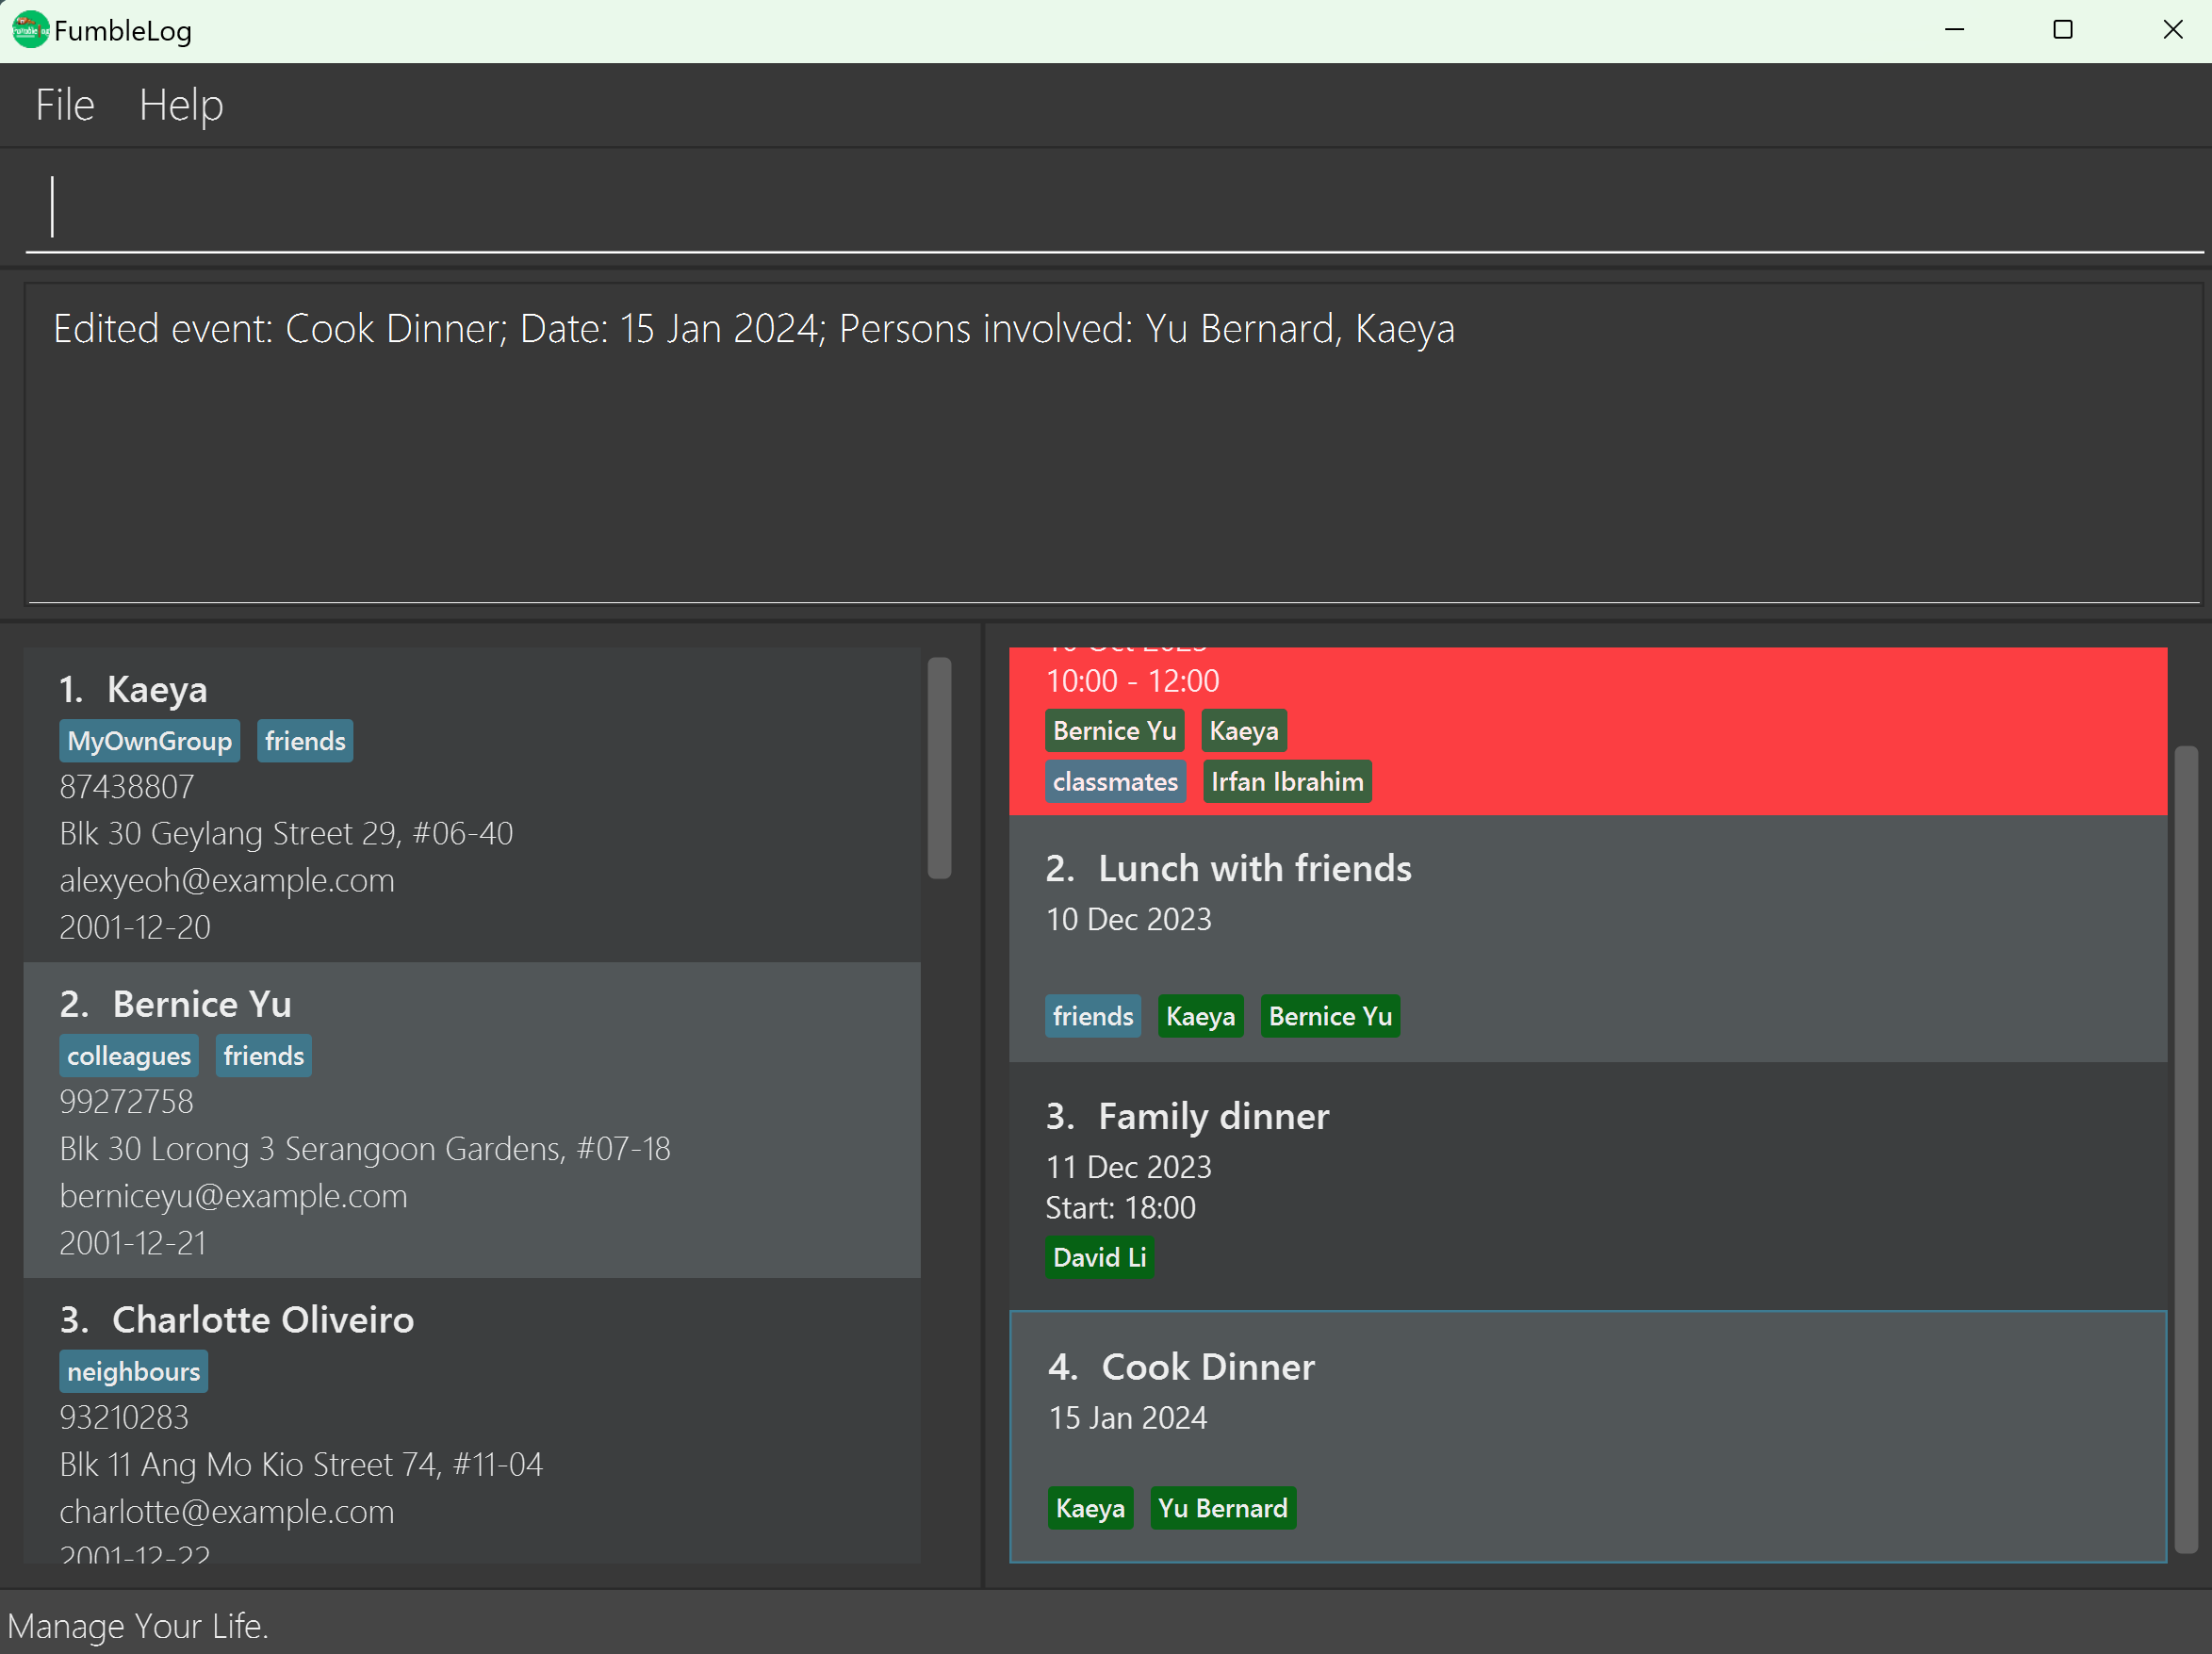 FumbleLog
File Help
Edited event: Cook Dinner; Date: 15 Jan 2024; Persons involved: Yu Bernard, Kaeya
1. Kaeya
MyOwnGroup friends
87438807
Blk 30 Geylang Street 29, #06-40
alexyeoh@example.com
2001-12-20
2. Bernice Yu
colleagues friends
99272758
Blk 30 Lorong 3 Serangoon Gardens, #07-18
berniceyu@example.com
2001-12-21
3. Charlotte Oliveiro
neighbours
93210283
Blk 11 Ang Mo Kio Street 74, #11-04
charlotte@example.com
2001-12-22
10:00 - 12:00
Bernice Yu Kaeya
classmates Irfan Ibrahim
2. Lunch with friends
10 Dec 2023
friends Kaeya Bernice Yu
3. Family dinner
11 Dec 2023
Start: 18:00
David Li
4. Cook Dinner
15 Jan 2024
Kaeya Yu Bernard
Manage Your Life.